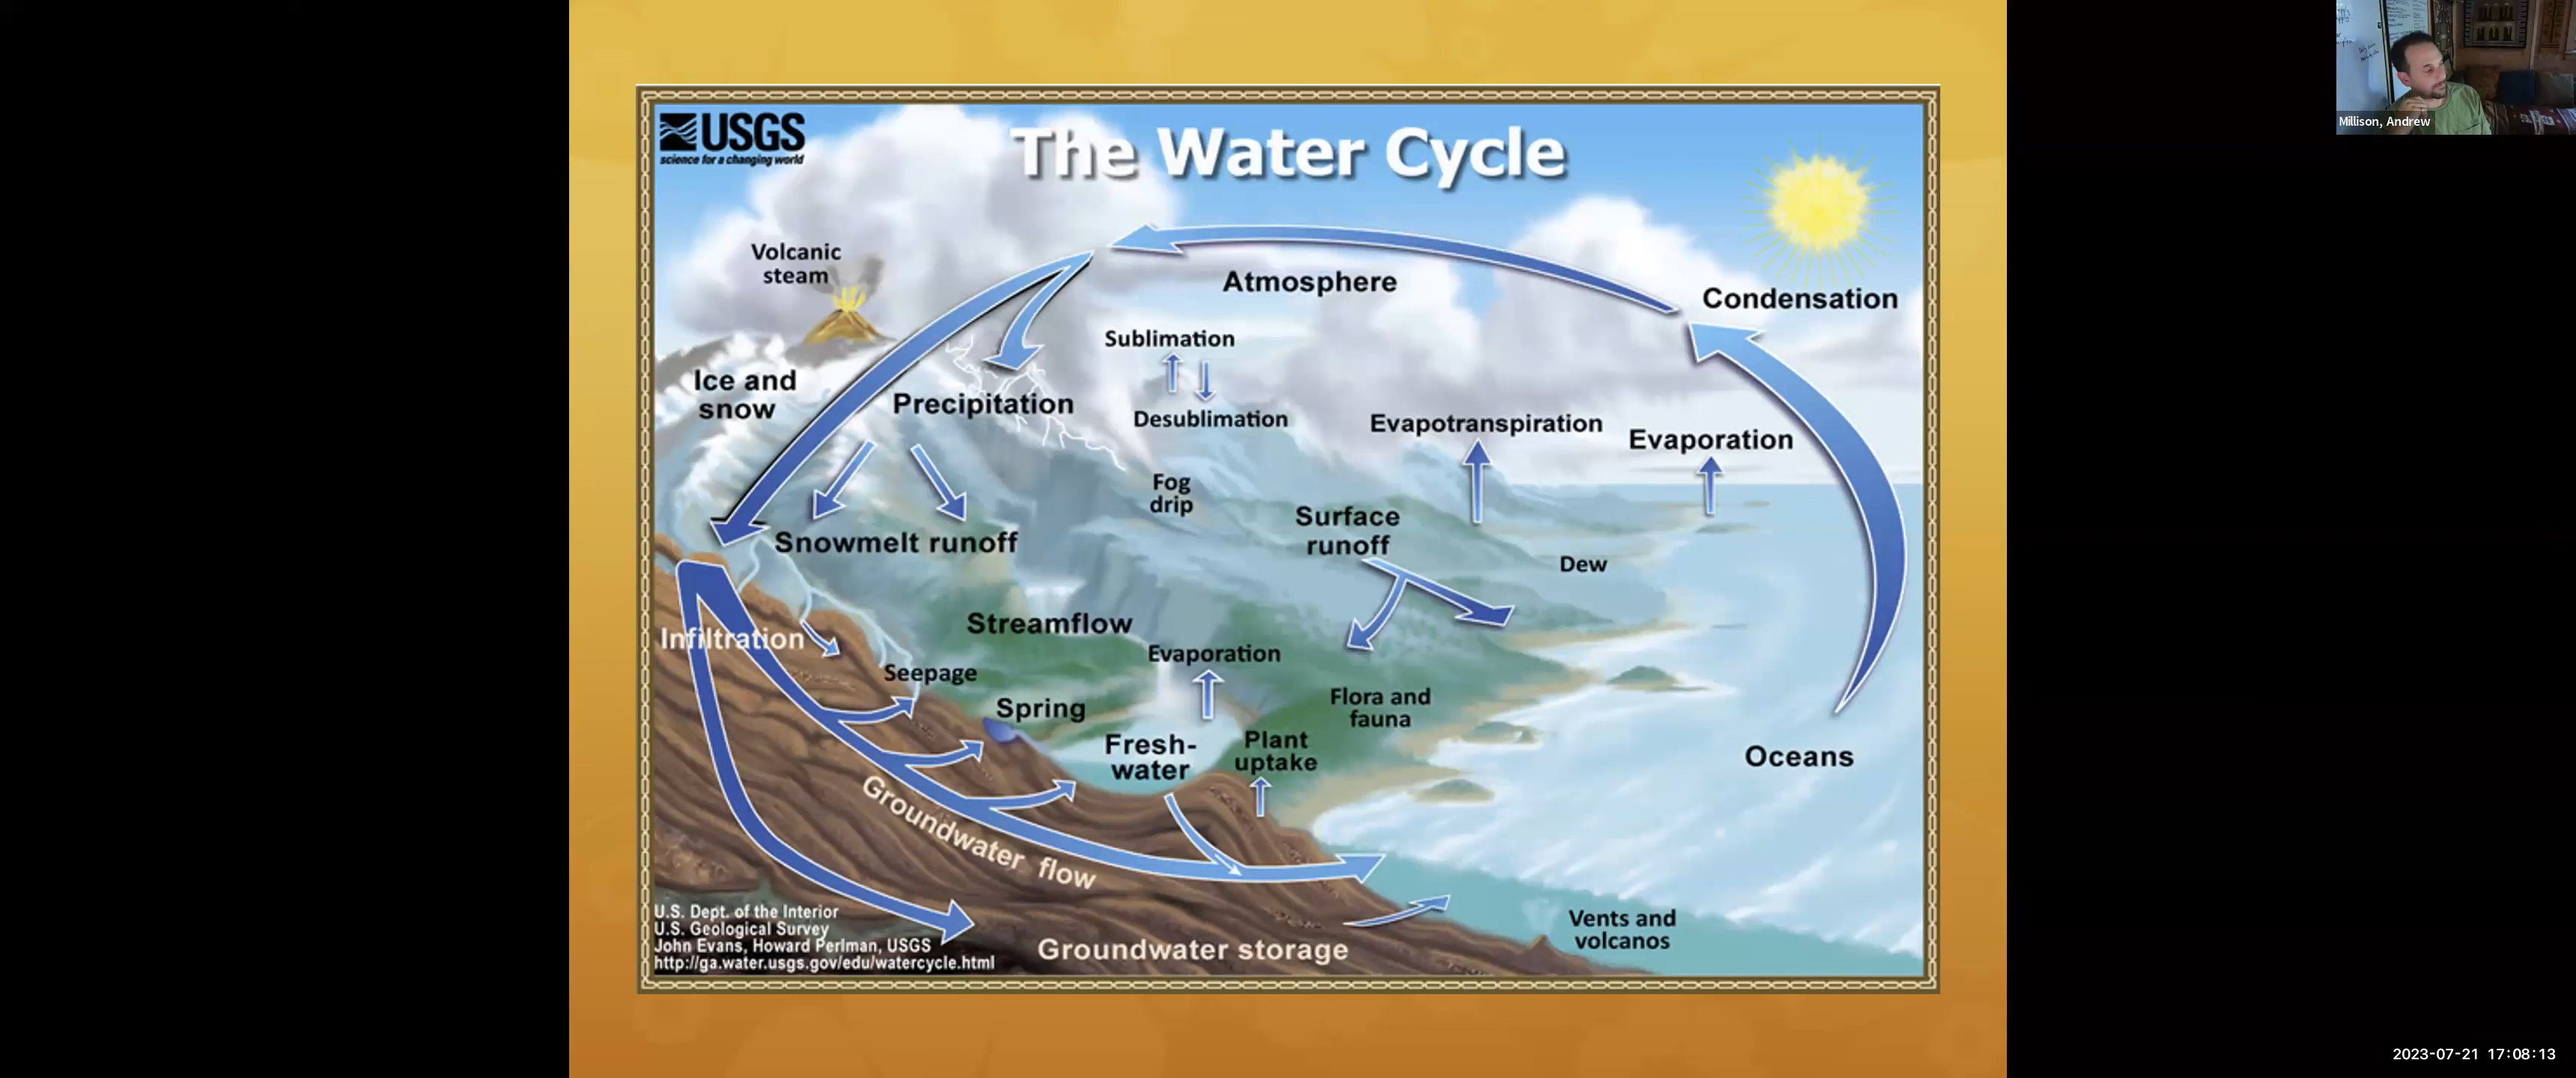 USGS
science for a changing world
The Water Cycle
Volcanic
steam
Atmosphere
Condensation
Sublimation
Ice and
snow
Precipitation
Desublimation
Evapotranspiration
Evaporation
Fog
drip
Surface
runoff
Snowmelt runoff
Dew
Streamflow
Infiltration
Evaporation
Seepage
Flora and
fauna
Spring
Fresh-
water
Plant
uptake
Oceans
Groundwater flow
U.S. Dept. of the Interior
U.S. Geological Survey
John Evans, Howard Perlman, USGS
http://ga.water.usgs.gov/edu/watercycle.html
Groundwater storage
Vents and
volcanos
Millison, Andrew
2023-07-21 17:08:13